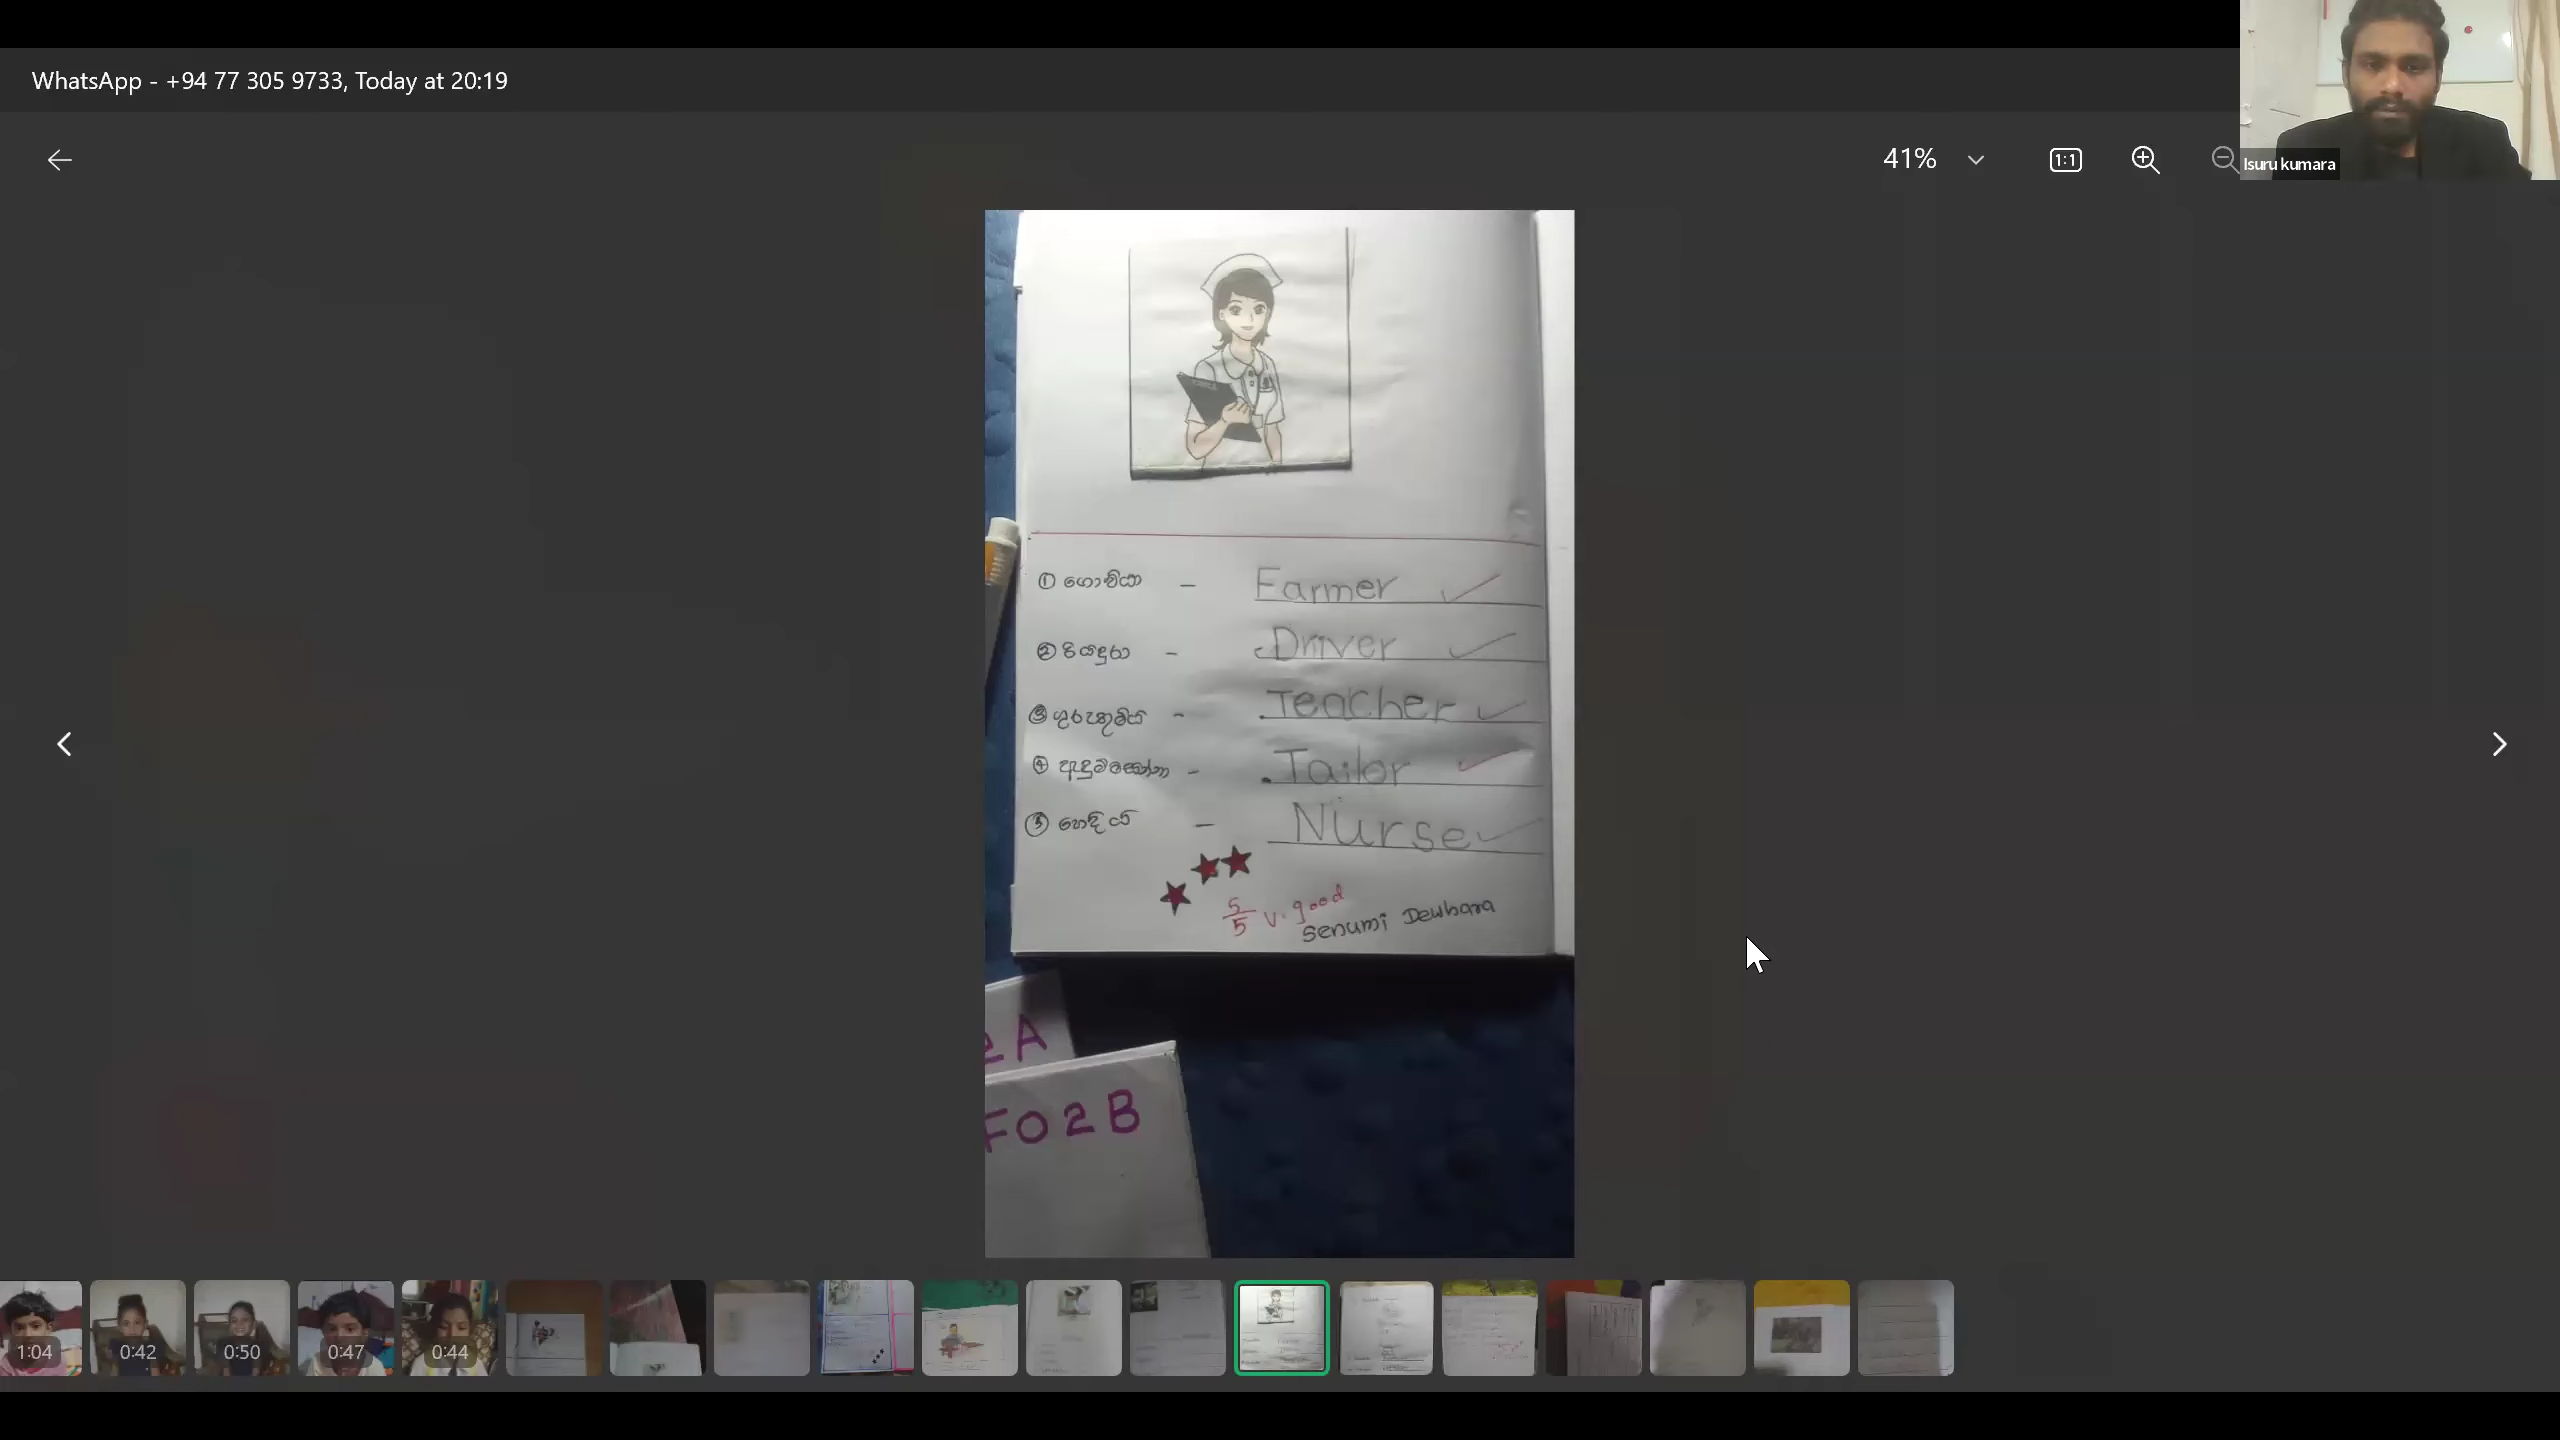 WhatsApp - +94 77 305 9733, Today at 20:19
41%
1:1
Isuru kumara
① ගොවියා - Farmer
② රියදුරා - Driver
③ ගුරුතුමිය - Teacher
④ ඇඳුම්මසන්නා - Tailor
⑤ හෙදිය - Nurse
5/5 v. good
Senumi Dewhara
2A
F02B
1:04
0:42
0:50
0:47
0:44